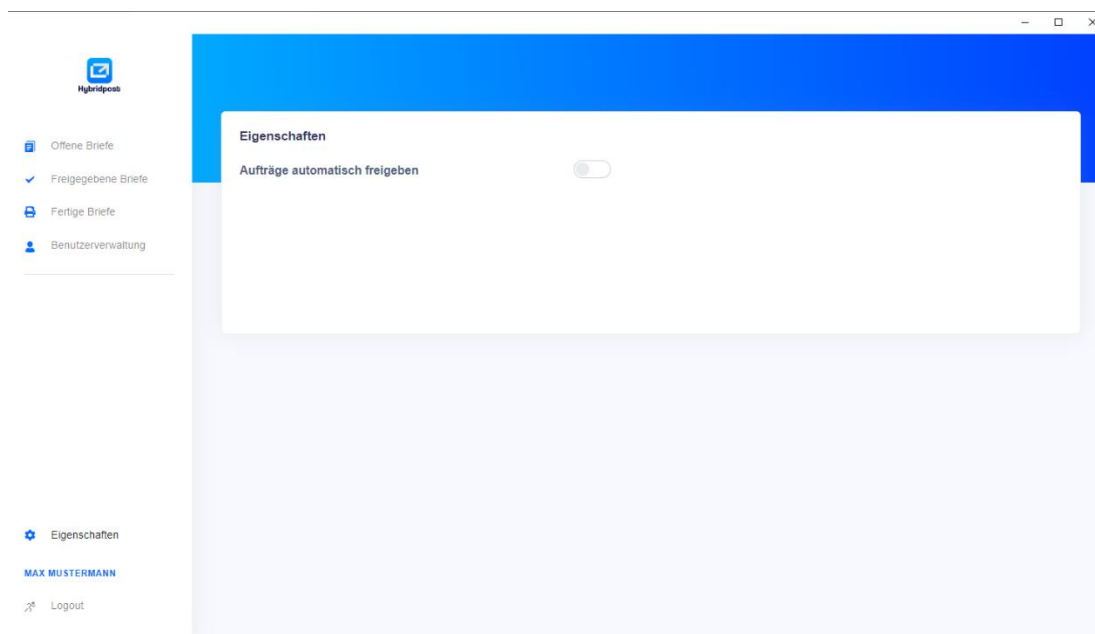 Hybridpost
Offene Briefe
Freigegebene Briefe
Fertige Briefe
Benutzerverwaltung
Eigenschaften
Aufträge automatisch freigeben
Eigenschaften
MAX MUSTERMANN
Logout